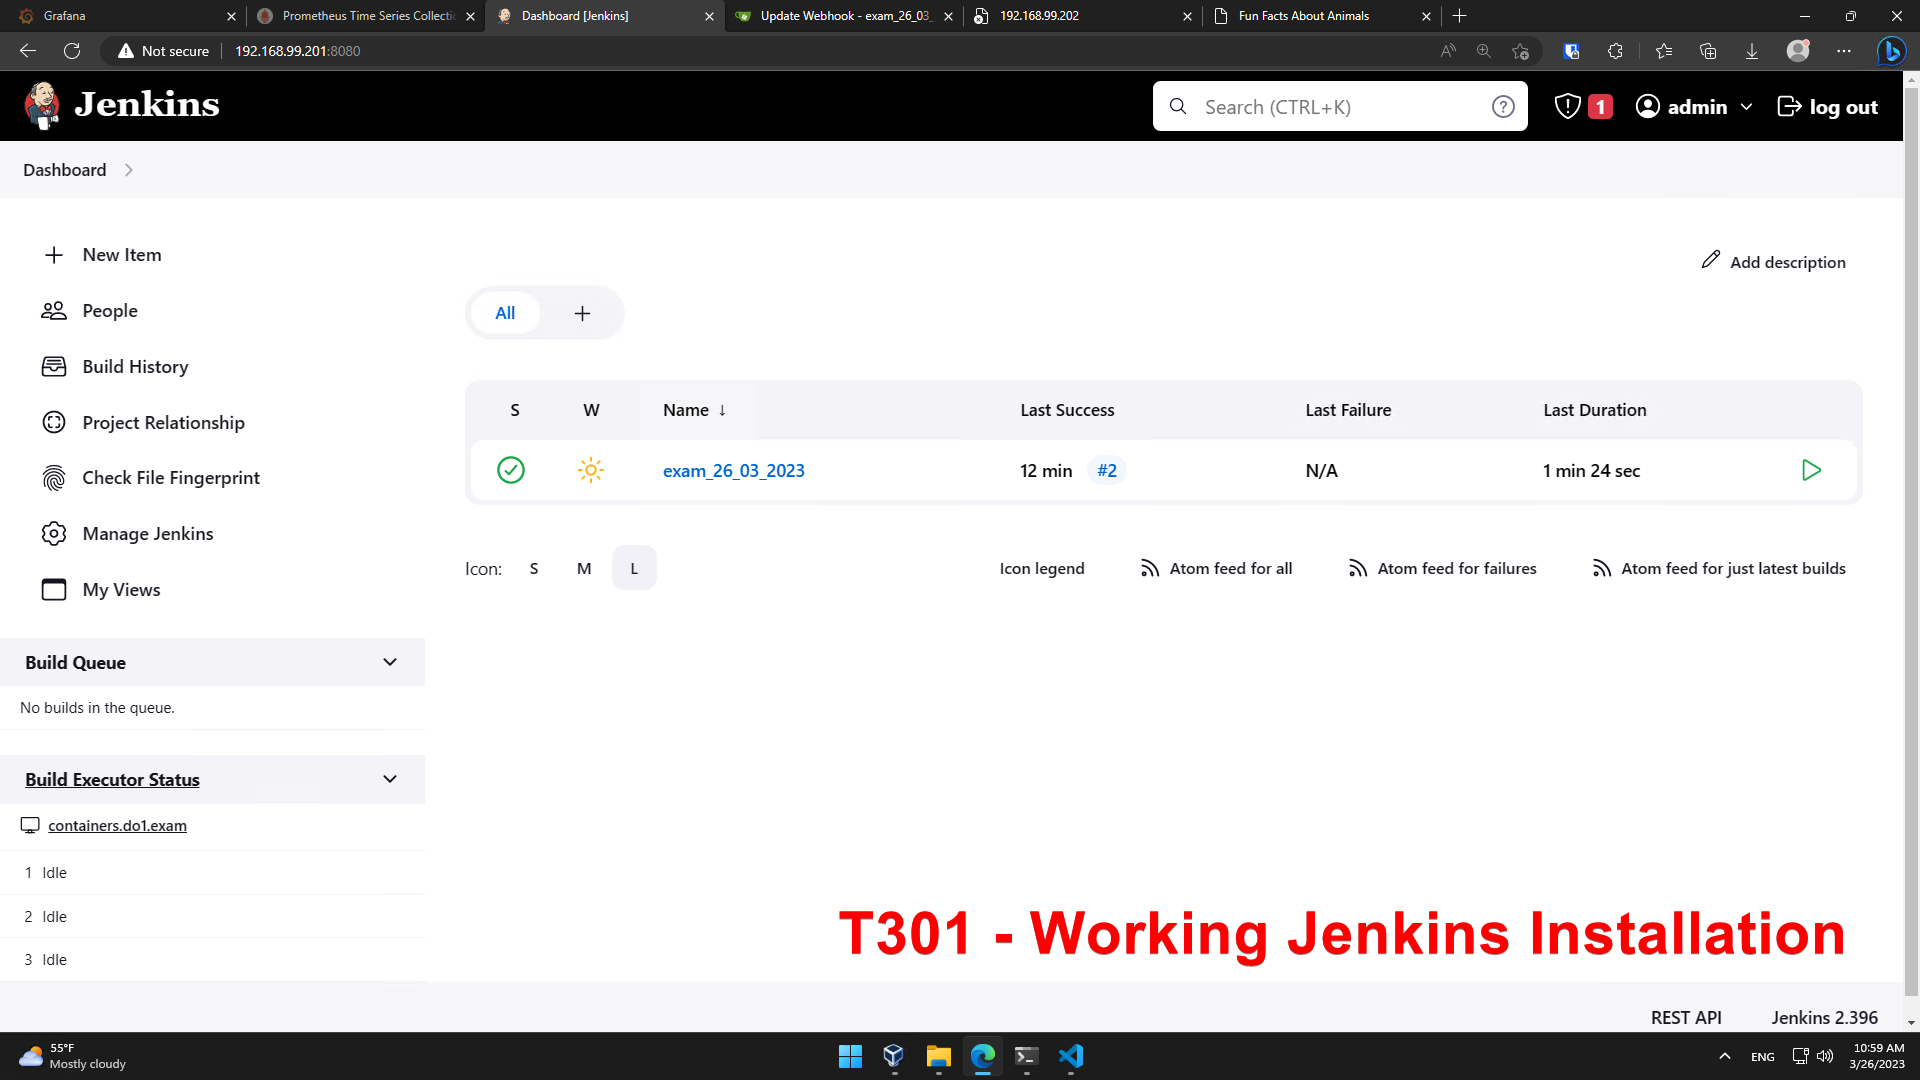 Grafana
Prometheus Time Series Collectic
Dashboard [Jenkins]
Update Webhook - exam_26_03_
192.168.99.202
Fun Facts About Animals
Not secure
192.168.99.201:8080
Jenkins
Search (CTRL+K)
1
admin
log out
Dashboard
New Item
People
Build History
Project Relationship
Check File Fingerprint
Manage Jenkins
My Views
Build Queue
No builds in the queue.
Build Executor Status
containers.do1.exam
1 Idle
2 Idle
3 Idle
Add description
All
S W Name ↓ Last Success Last Failure Last Duration
exam_26_03_2023 12 min #2 N/A 1 min 24 sec
Icon: S M L
Icon legend Atom feed for all Atom feed for failures Atom feed for just latest builds
T301 - Working Jenkins Installation
REST API Jenkins 2.396
55°F
Mostly cloudy
ENG
10:59 AM
3/26/2023